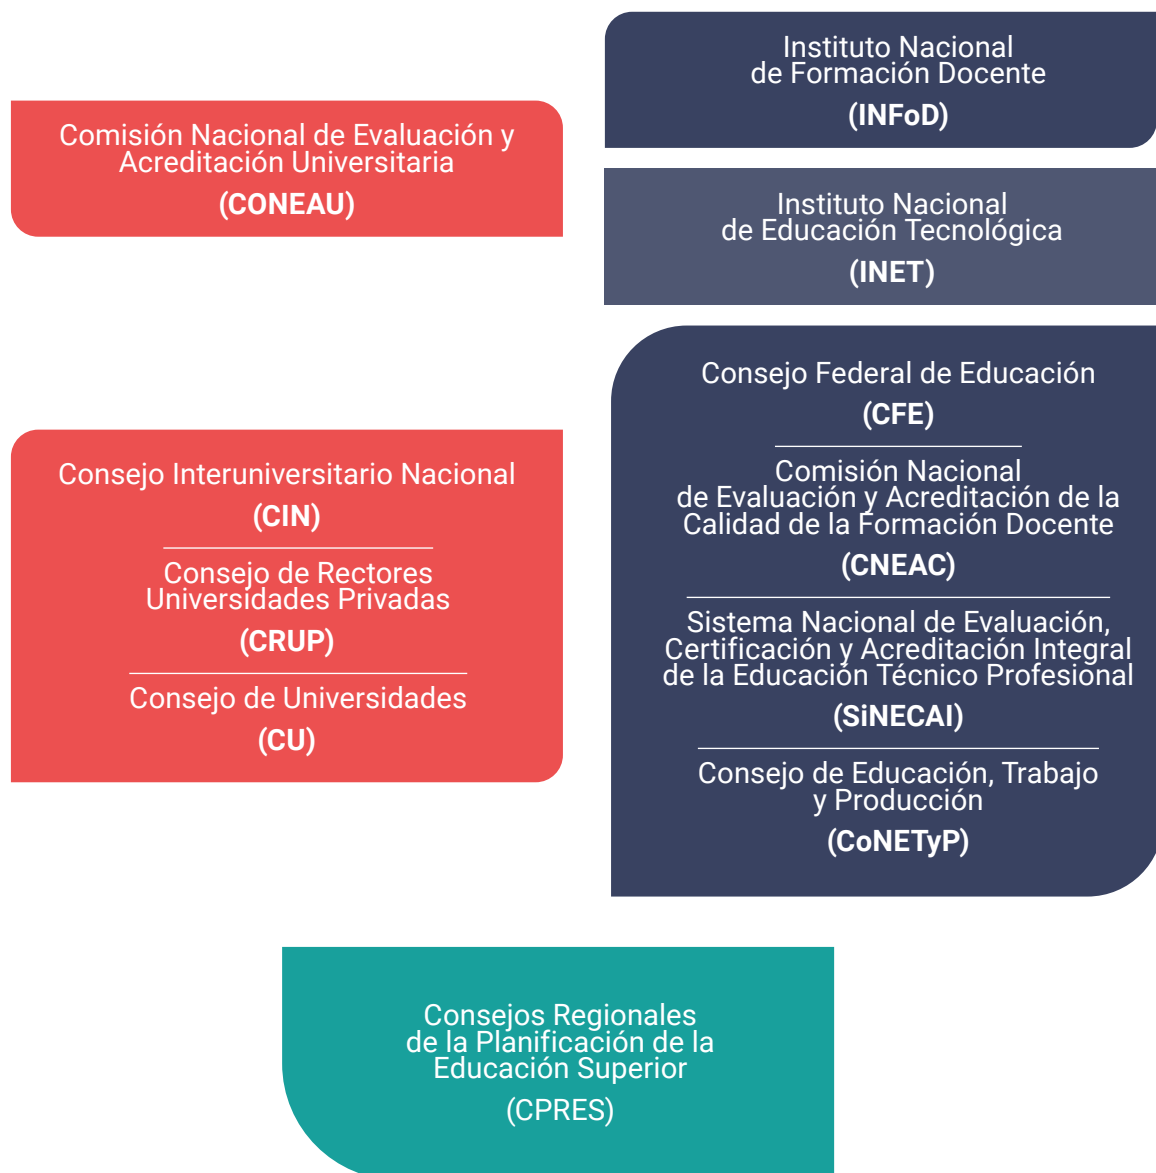 Comisión Nacional de Evaluación y
Acreditación Universitaria
(CONEAU)
Consejo Interuniversitario Nacional
(CIN)
Consejo de Rectores
Universidades Privadas
(CRUP)
Consejo de Universidades
(CU)
Instituto Nacional
de Formación Docente
(INFoD)
Instituto Nacional
de Educación Tecnológica
(INET)
Consejo Federal de Educación
(CFE)
Comisión Nacional
de Evaluación y Acreditación de la
Calidad de la Formación Docente
(CNEAC)
Sistema Nacional de Evaluación,
Certificación y Acreditación Integral
de la Educación Técnico Profesional
(SiNECAI)
Consejo de Educación, Trabajo
y Producción
(CoNETyP)
Consejos Regionales
de la Planificación de la
Educación Superior
(CPRES)